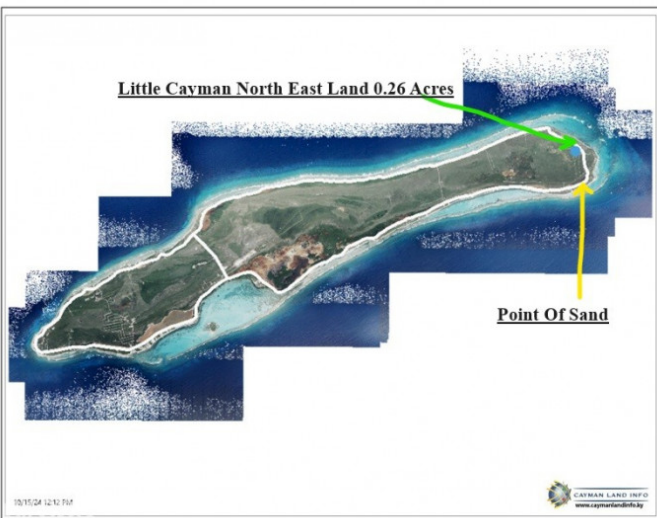 Little Cayman North East Land 0.26 Acres
Point Of Sand
10/15/24 12:12 PM
CAYMAN LAND INFO
www.caymanlandinfo.ky